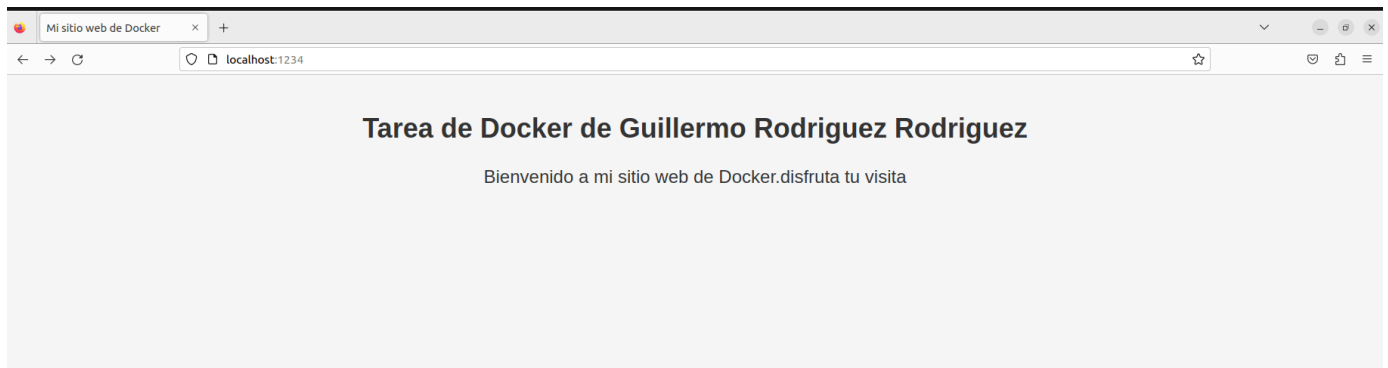 Mi sitio web de Docker
localhost:1234
Tarea de Docker de Guillermo Rodriguez Rodriguez
Bienvenido a mi sitio web de Docker.disfruta tu visita